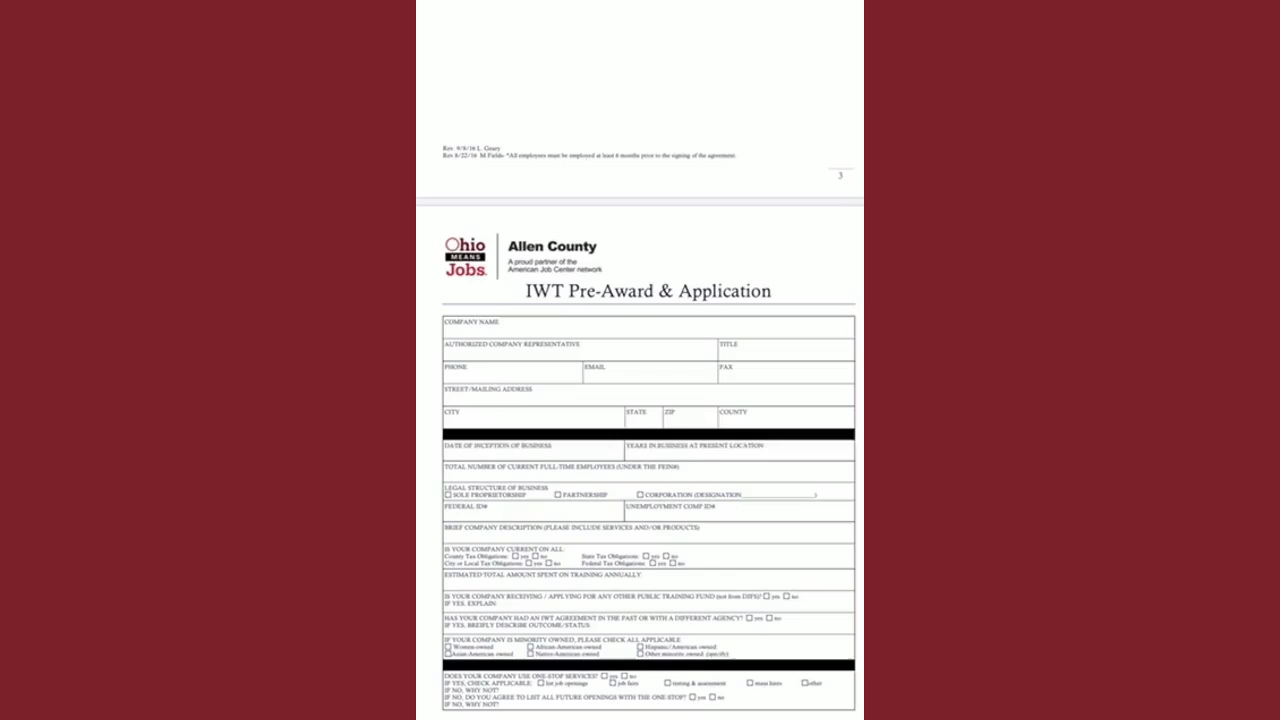 Rev 9/8/16 L. Geary
Rev 8/22/16 M Fields- *All employees must be employed at least 6 months prior to the signing of the agreement.
3
Ohio
MEANS
Jobs
Allen County
A proud partner of the
American Job Center network
IWT Pre-Award & Application
COMPANY NAME
AUTHORIZED COMPANY REPRESENTATIVE TITLE
PHONE EMAIL FAX
STREET/MAILING ADDRESS
CITY STATE ZIP COUNTY
DATE OF INCEPTION OF BUSINESS YEARS IN BUSINESS AT PRESENT LOCATION
TOTAL NUMBER OF CURRENT FULL-TIME EMPLOYEES (UNDER THE FEIN#)
LEGAL STRUCTURE OF BUSINESS
☐ SOLE PROPRIETORSHIP ☐ PARTNERSHIP ☐ CORPORATION (DESIGNATION____________________)
FEDERAL ID# UNEMPLOYMENT COMP ID#
BRIEF COMPANY DESCRIPTION (PLEASE INCLUDE SERVICES AND/OR PRODUCTS)
IS YOUR COMPANY CURRENT ON ALL:
County Tax Obligations: ☐ yes ☐ no State Tax Obligations: ☐ yes ☐ no
City or Local Tax Obligations: ☐ yes ☐ no Federal Tax Obligations: ☐ yes ☐ no
ESTIMATED TOTAL AMOUNT SPENT ON TRAINING ANNUALLY:
IS YOUR COMPANY RECEIVING / APPLYING FOR ANY OTHER PUBLIC TRAINING FUND (not from DJFS)? ☐ yes ☐ no
IF YES, EXPLAIN:
HAS YOUR COMPANY HAD AN IWT AGREEMENT IN THE PAST OR WITH A DIFFERENT AGENCY? ☐ yes ☐ no
IF YES, BREIFLY DESCRIBE OUTCOME/STATUS
IF YOUR COMPANY IS MINORITY OWNED, PLEASE CHECK ALL APPLICABLE
☐ Women-owned ☐ African-American owned ☐ Hispanic/American owned
☐ Asian-American owned ☐ Native-American owned ☐ Other minority owned (specify)
DOES YOUR COMPANY USE ONE-STOP SERVICES? ☐ yes ☐ no
IF YES, CHECK APPLICABLE: ☐ list job openings ☐ job fairs ☐ testing & assessment ☐ mass hires ☐ other
IF NO, WHY NOT?
IF NO, DO YOU AGREE TO LIST ALL FUTURE OPENINGS WITH THE ONE-STOP? ☐ yes ☐ no
IF NO, WHY NOT?